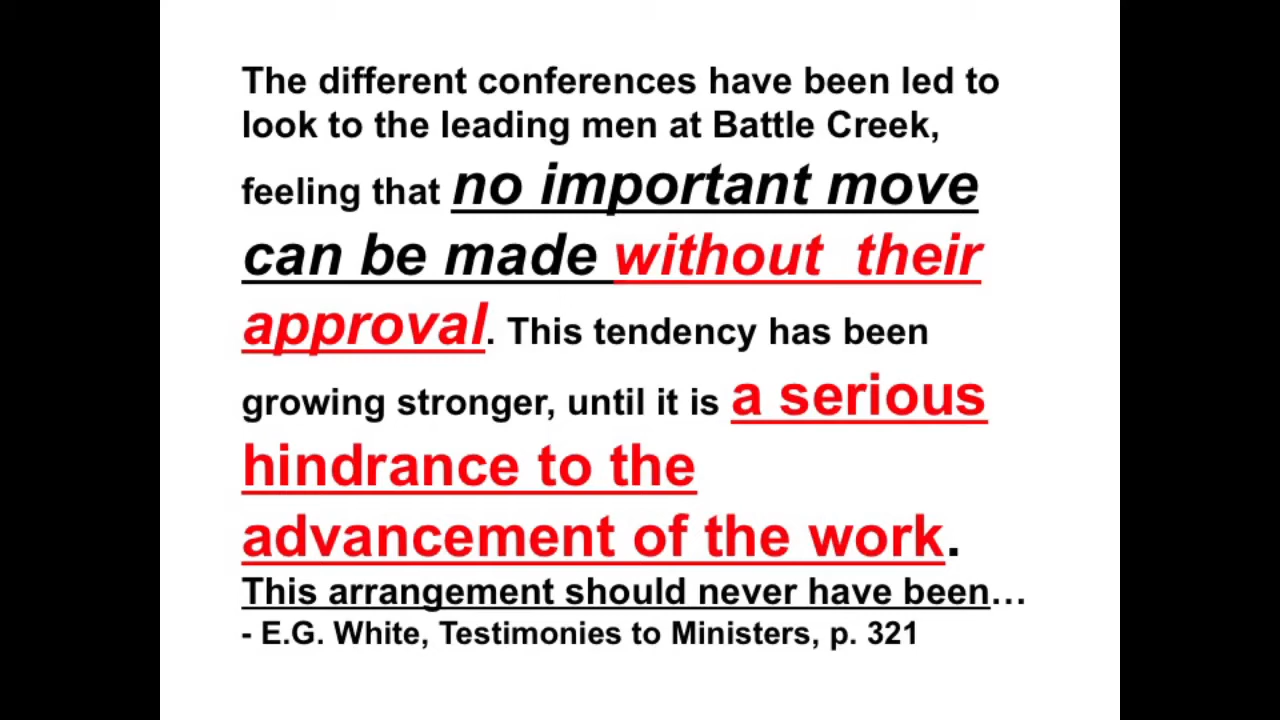 The different conferences have been led to
look to the leading men at Battle Creek,
feeling that no important move
can be made without  their
approval. This tendency has been
growing stronger, until it is a serious
hindrance to the
advancement of the work.
This arrangement should never have been…
- E.G. White, Testimonies to Ministers, p. 321